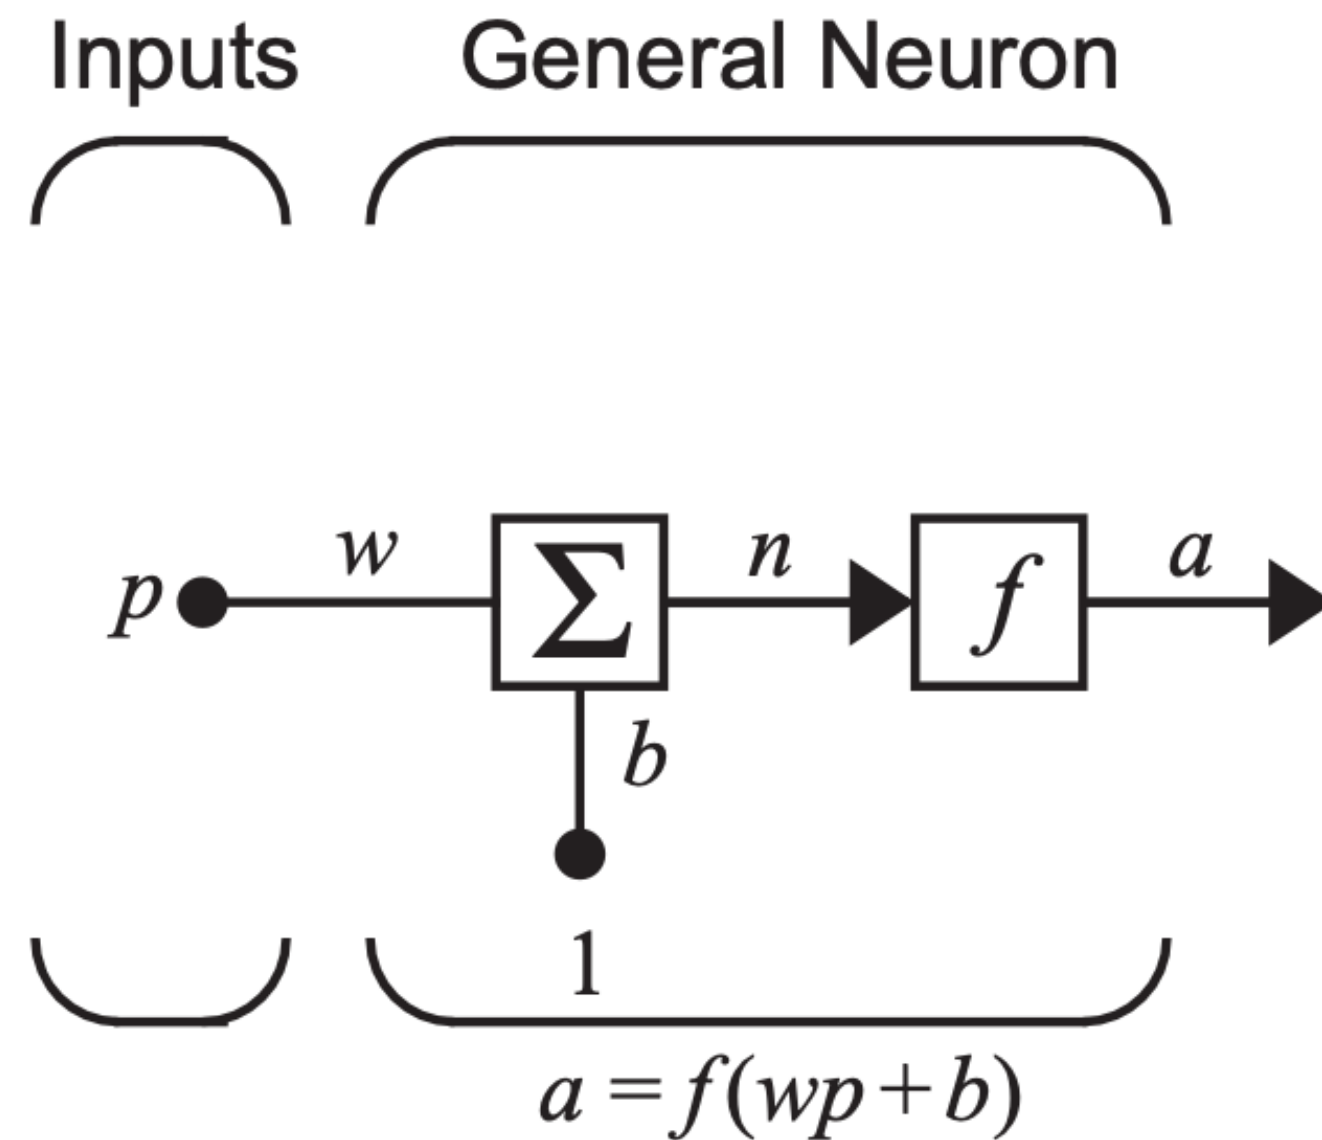 Inputs General Neuron
p w Σ n f a
b
1
a = f(wp + b)